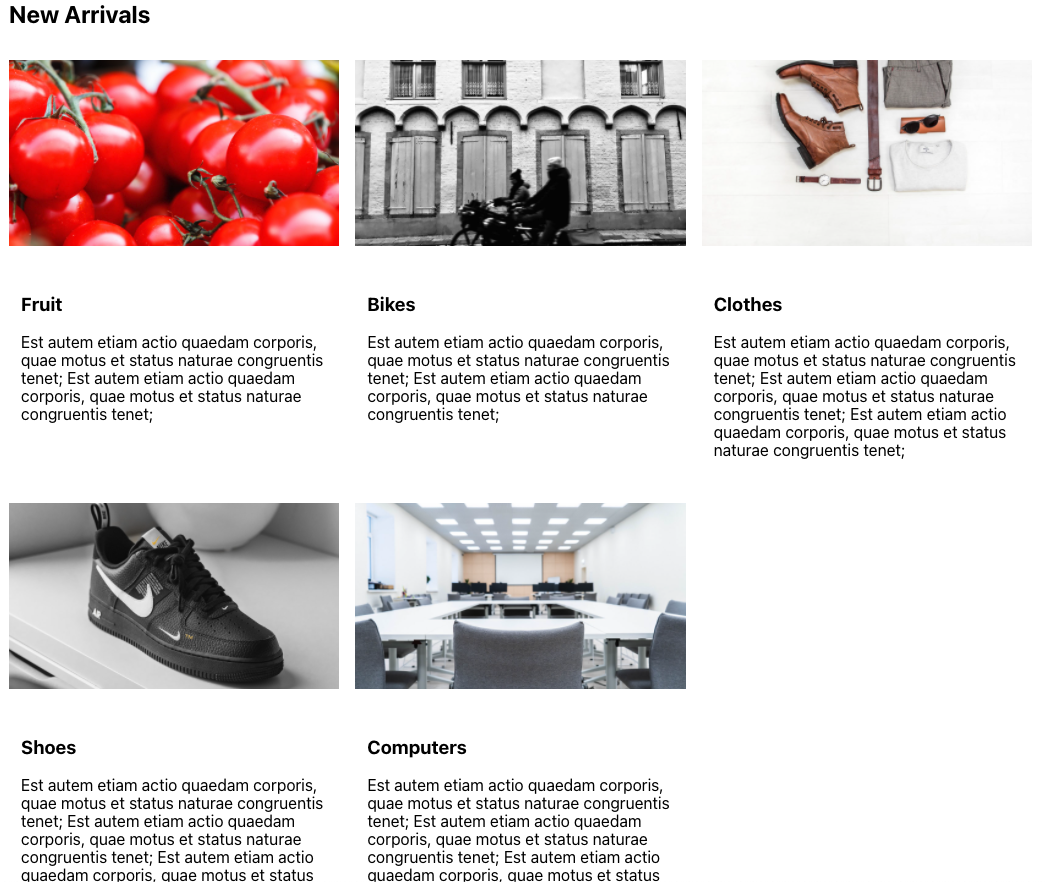 New Arrivals
Fruit
Est autem etiam actio quaedam corporis,
quae motus et status naturae congruentis
tenet; Est autem etiam actio quaedam
corporis, quae motus et status naturae
congruentis tenet;
Bikes
Est autem etiam actio quaedam corporis,
quae motus et status naturae congruentis
tenet; Est autem etiam actio quaedam
corporis, quae motus et status naturae
congruentis tenet;
Clothes
Est autem etiam actio quaedam corporis,
quae motus et status naturae congruentis
tenet; Est autem etiam actio quaedam
corporis, quae motus et status naturae
congruentis tenet; Est autem etiam actio
quaedam corporis, quae motus et status
naturae congruentis tenet;
Shoes
Est autem etiam actio quaedam corporis,
quae motus et status naturae congruentis
tenet; Est autem etiam actio quaedam
corporis, quae motus et status naturae
congruentis tenet; Est autem etiam actio
quaedam corporis, quae motus et status
Computers
Est autem etiam actio quaedam corporis,
quae motus et status naturae congruentis
tenet; Est autem etiam actio quaedam
corporis, quae motus et status naturae
congruentis tenet; Est autem etiam actio
quaedam corporis, quae motus et status